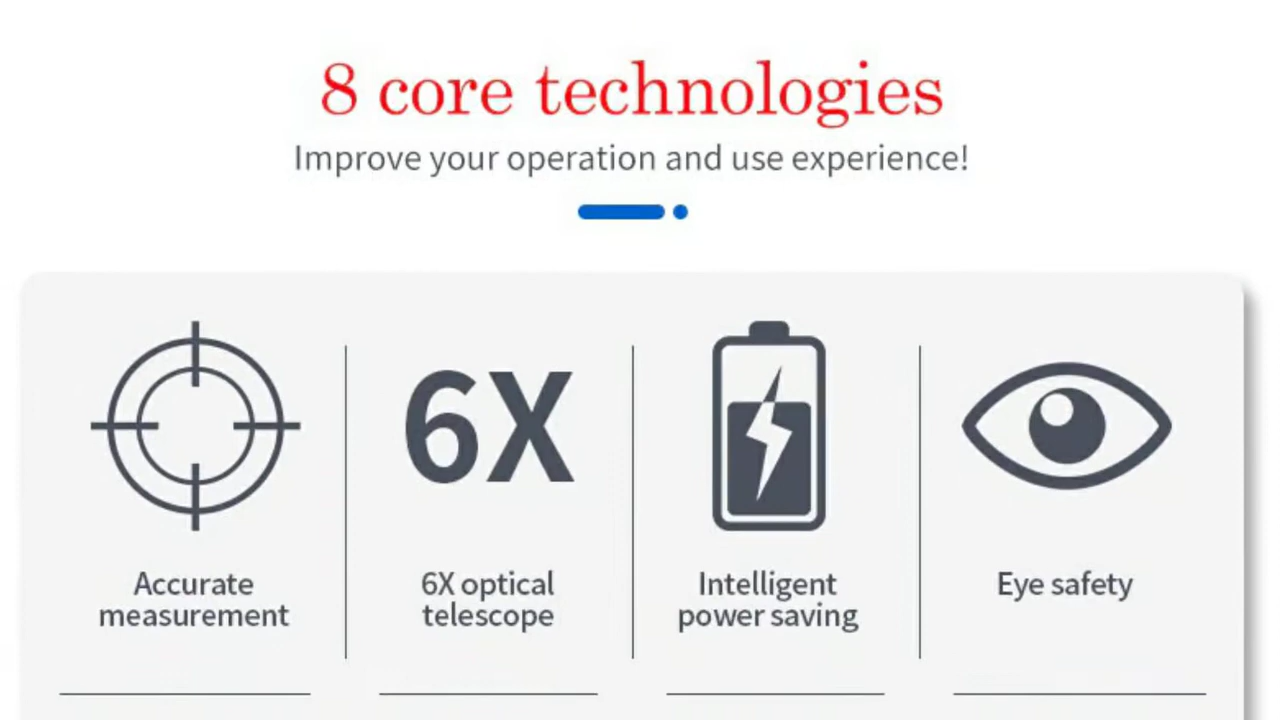 8 core technologies
Improve your operation and use experience!
6X
Accurate
measurement
6X optical
telescope
Intelligent
power saving
Eye safety